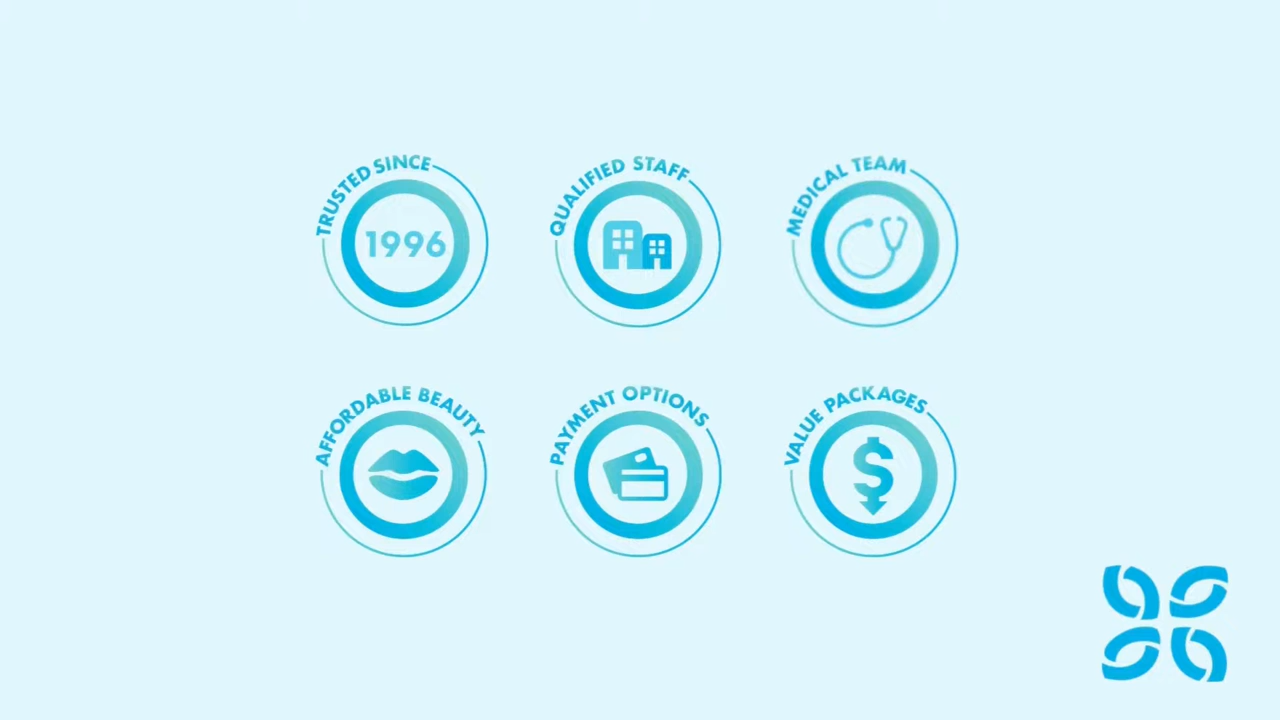 TRUSTED SINCE
1996
QUALIFIED STAFF
MEDICAL TEAM
AFFORDABLE BEAUTY
PAYMENT OPTIONS
VALUE PACKAGES
$